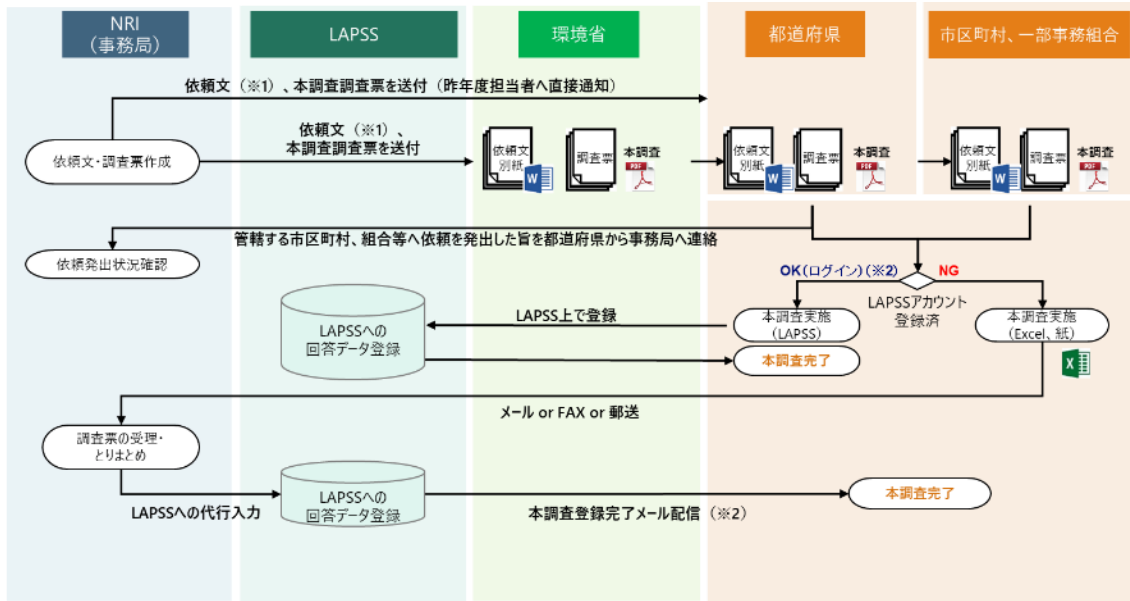 NRI
(事務局)
LAPSS
環境省
都道府県
市区町村、一部事務組合
依頼文(※1)、本調査調査票を送付(昨年度担当者へ直接通知)
依頼文(※1)、
本調査調査票を送付
依頼文・調査票作成
依頼文
別紙
W
調査票
本調査
PDF
依頼文
別紙
W
調査票
本調査
PDF
依頼文
別紙
W
調査票
本調査
PDF
管轄する市区町村、組合等へ依頼を発出した旨を都道府県から事務局へ連絡
依頼発出状況確認
OK(ログイン)(※2)
NG
LAPSSアカウント
登録済
LAPSSへの
回答データ登録
LAPSS上で登録
本調査実施
(LAPSS)
本調査実施
(Excel、紙)
本調査完了
X
メール or FAX or 郵送
調査票の受理・
とりまとめ
LAPSSへの代行入力
LAPSSへの
回答データ登録
本調査登録完了メール配信(※2)
本調査完了